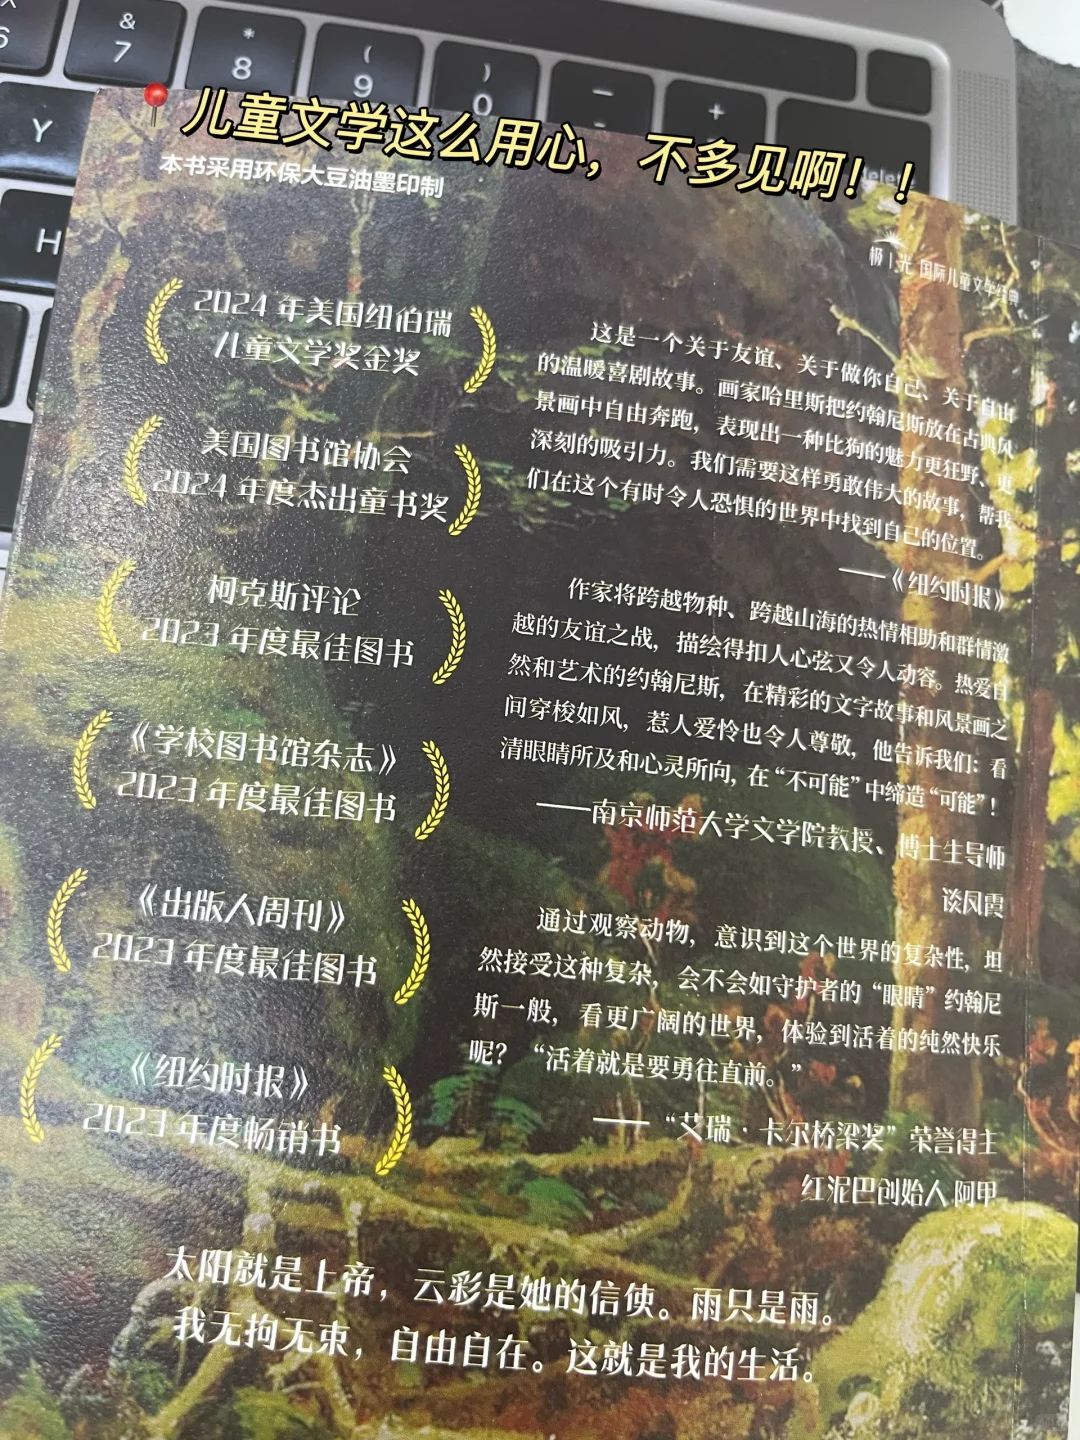 &
7
*
8
(
9
)
0
—
+
6
Y
H
儿童文学这么用心，不多见啊！！
本书采用环保大豆油墨印制
极光 国际儿童文学经典
2024 年美国纽伯瑞
儿童文学奖金奖
美国图书馆协会
2024 年度杰出童书奖
柯克斯评论
2023 年度最佳图书
《学校图书馆杂志》
2023 年度最佳图书
《出版人周刊》
2023 年度最佳图书
《纽约时报》
2023 年度畅销书
这是一个关于友谊、关于做你自己、关于自由
的温暖喜剧故事。画家哈里斯把约翰尼斯放在古典风
景画中自由奔跑，表现出一种比狗的魅力更狂野、更
深刻的吸引力。我们需要这样勇敢伟大的故事，帮我
们在这个有时令人恐惧的世界中找到自己的位置。
——《纽约时报》
作家将跨越物种、跨越山海的热情相助和群情激
越的友谊之战，描绘得扣人心弦又令人动容。热爱自
然和艺术的约翰尼斯，在精彩的文字故事和风景画之
间穿梭如风，惹人爱怜也令人尊敬，他告诉我们：看
清眼睛所及和心灵所向，在“不可能”中缔造“可能”！
——南京师范大学文学院教授、博士生导师
谈凤霞
通过观察动物，意识到这个世界的复杂性，坦
然接受这种复杂，会不会如守护者的“眼睛”约翰尼
斯一般，看更广阔的世界，体验到活着的纯然快乐
呢？“活着就是要勇往直前。”
——“艾瑞·卡尔桥梁奖”荣誉得主
红泥巴创始人 阿甲
太阳就是上帝，云彩是她的信使。雨只是雨。
我无拘无束，自由自在。这就是我的生活。